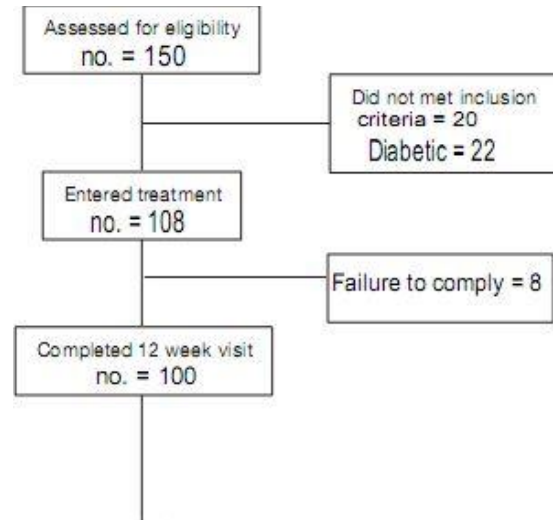 Assessed for eligibility
no. = 150
Did not met inclusion
criteria = 20
Diabetic = 22
Entered treatment
no. = 108
Failure to comply = 8
Completed 12 week visit
no. = 100